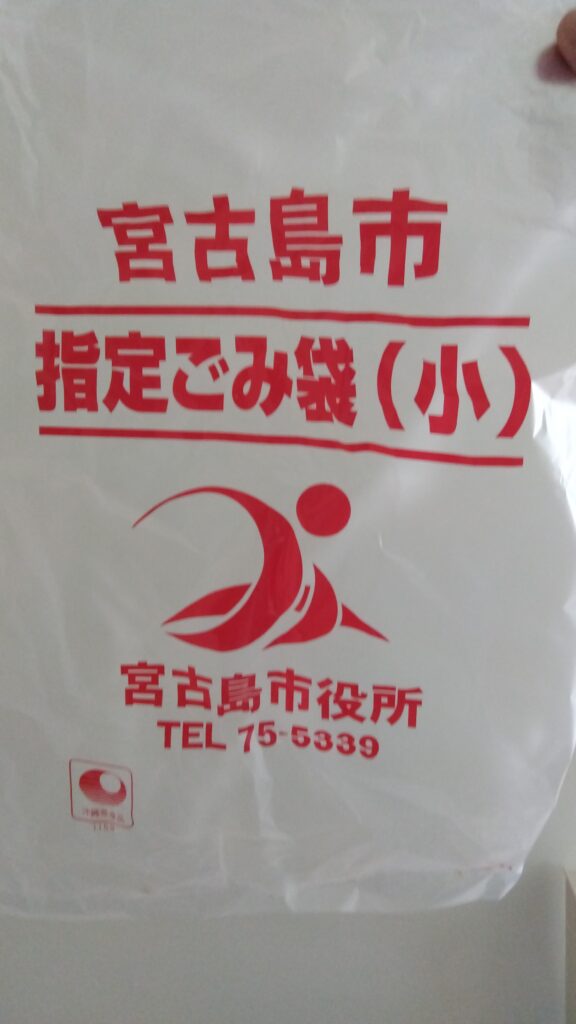 宮古島市
指定ごみ袋(小)
宮古島市役所
TEL 75-5339